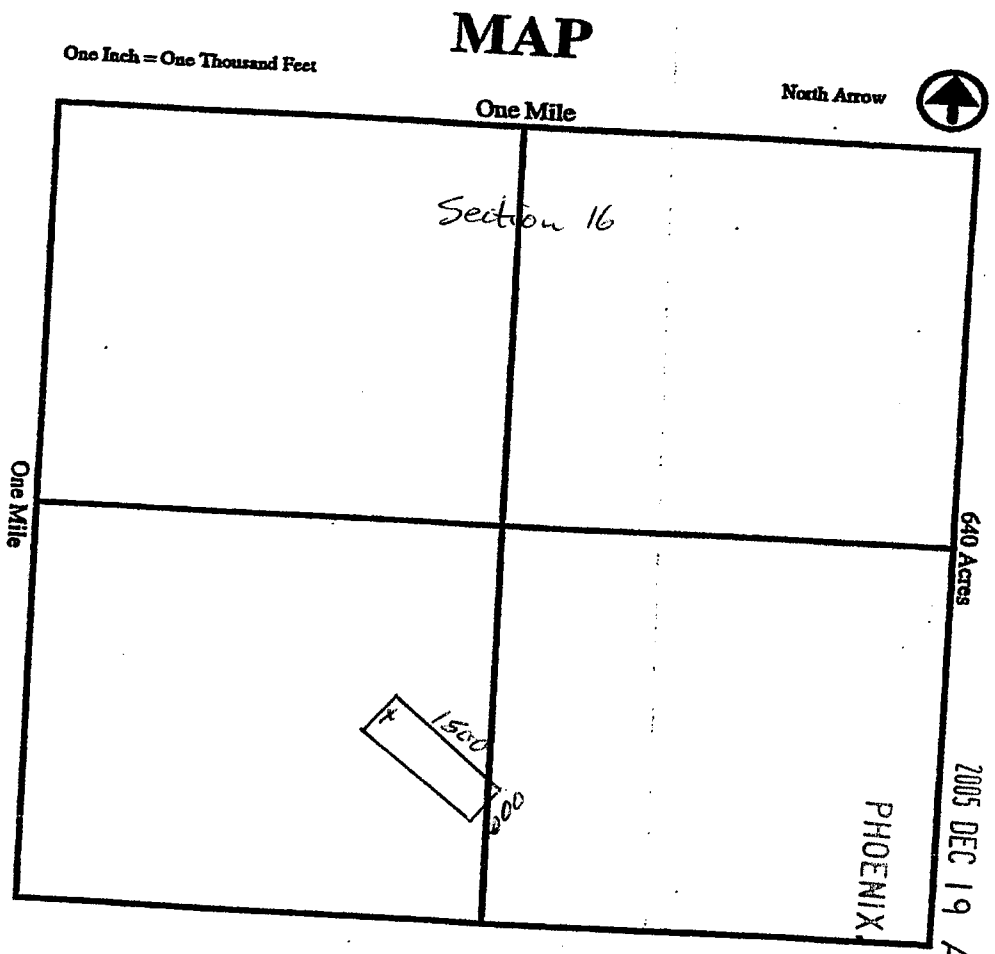 MAP
One Inch = One Thousand Feet
North Arrow
One Mile
Section 16
One Mile
640 Acres
x
1500
600
2005 DEC 19 A
PHOENIX